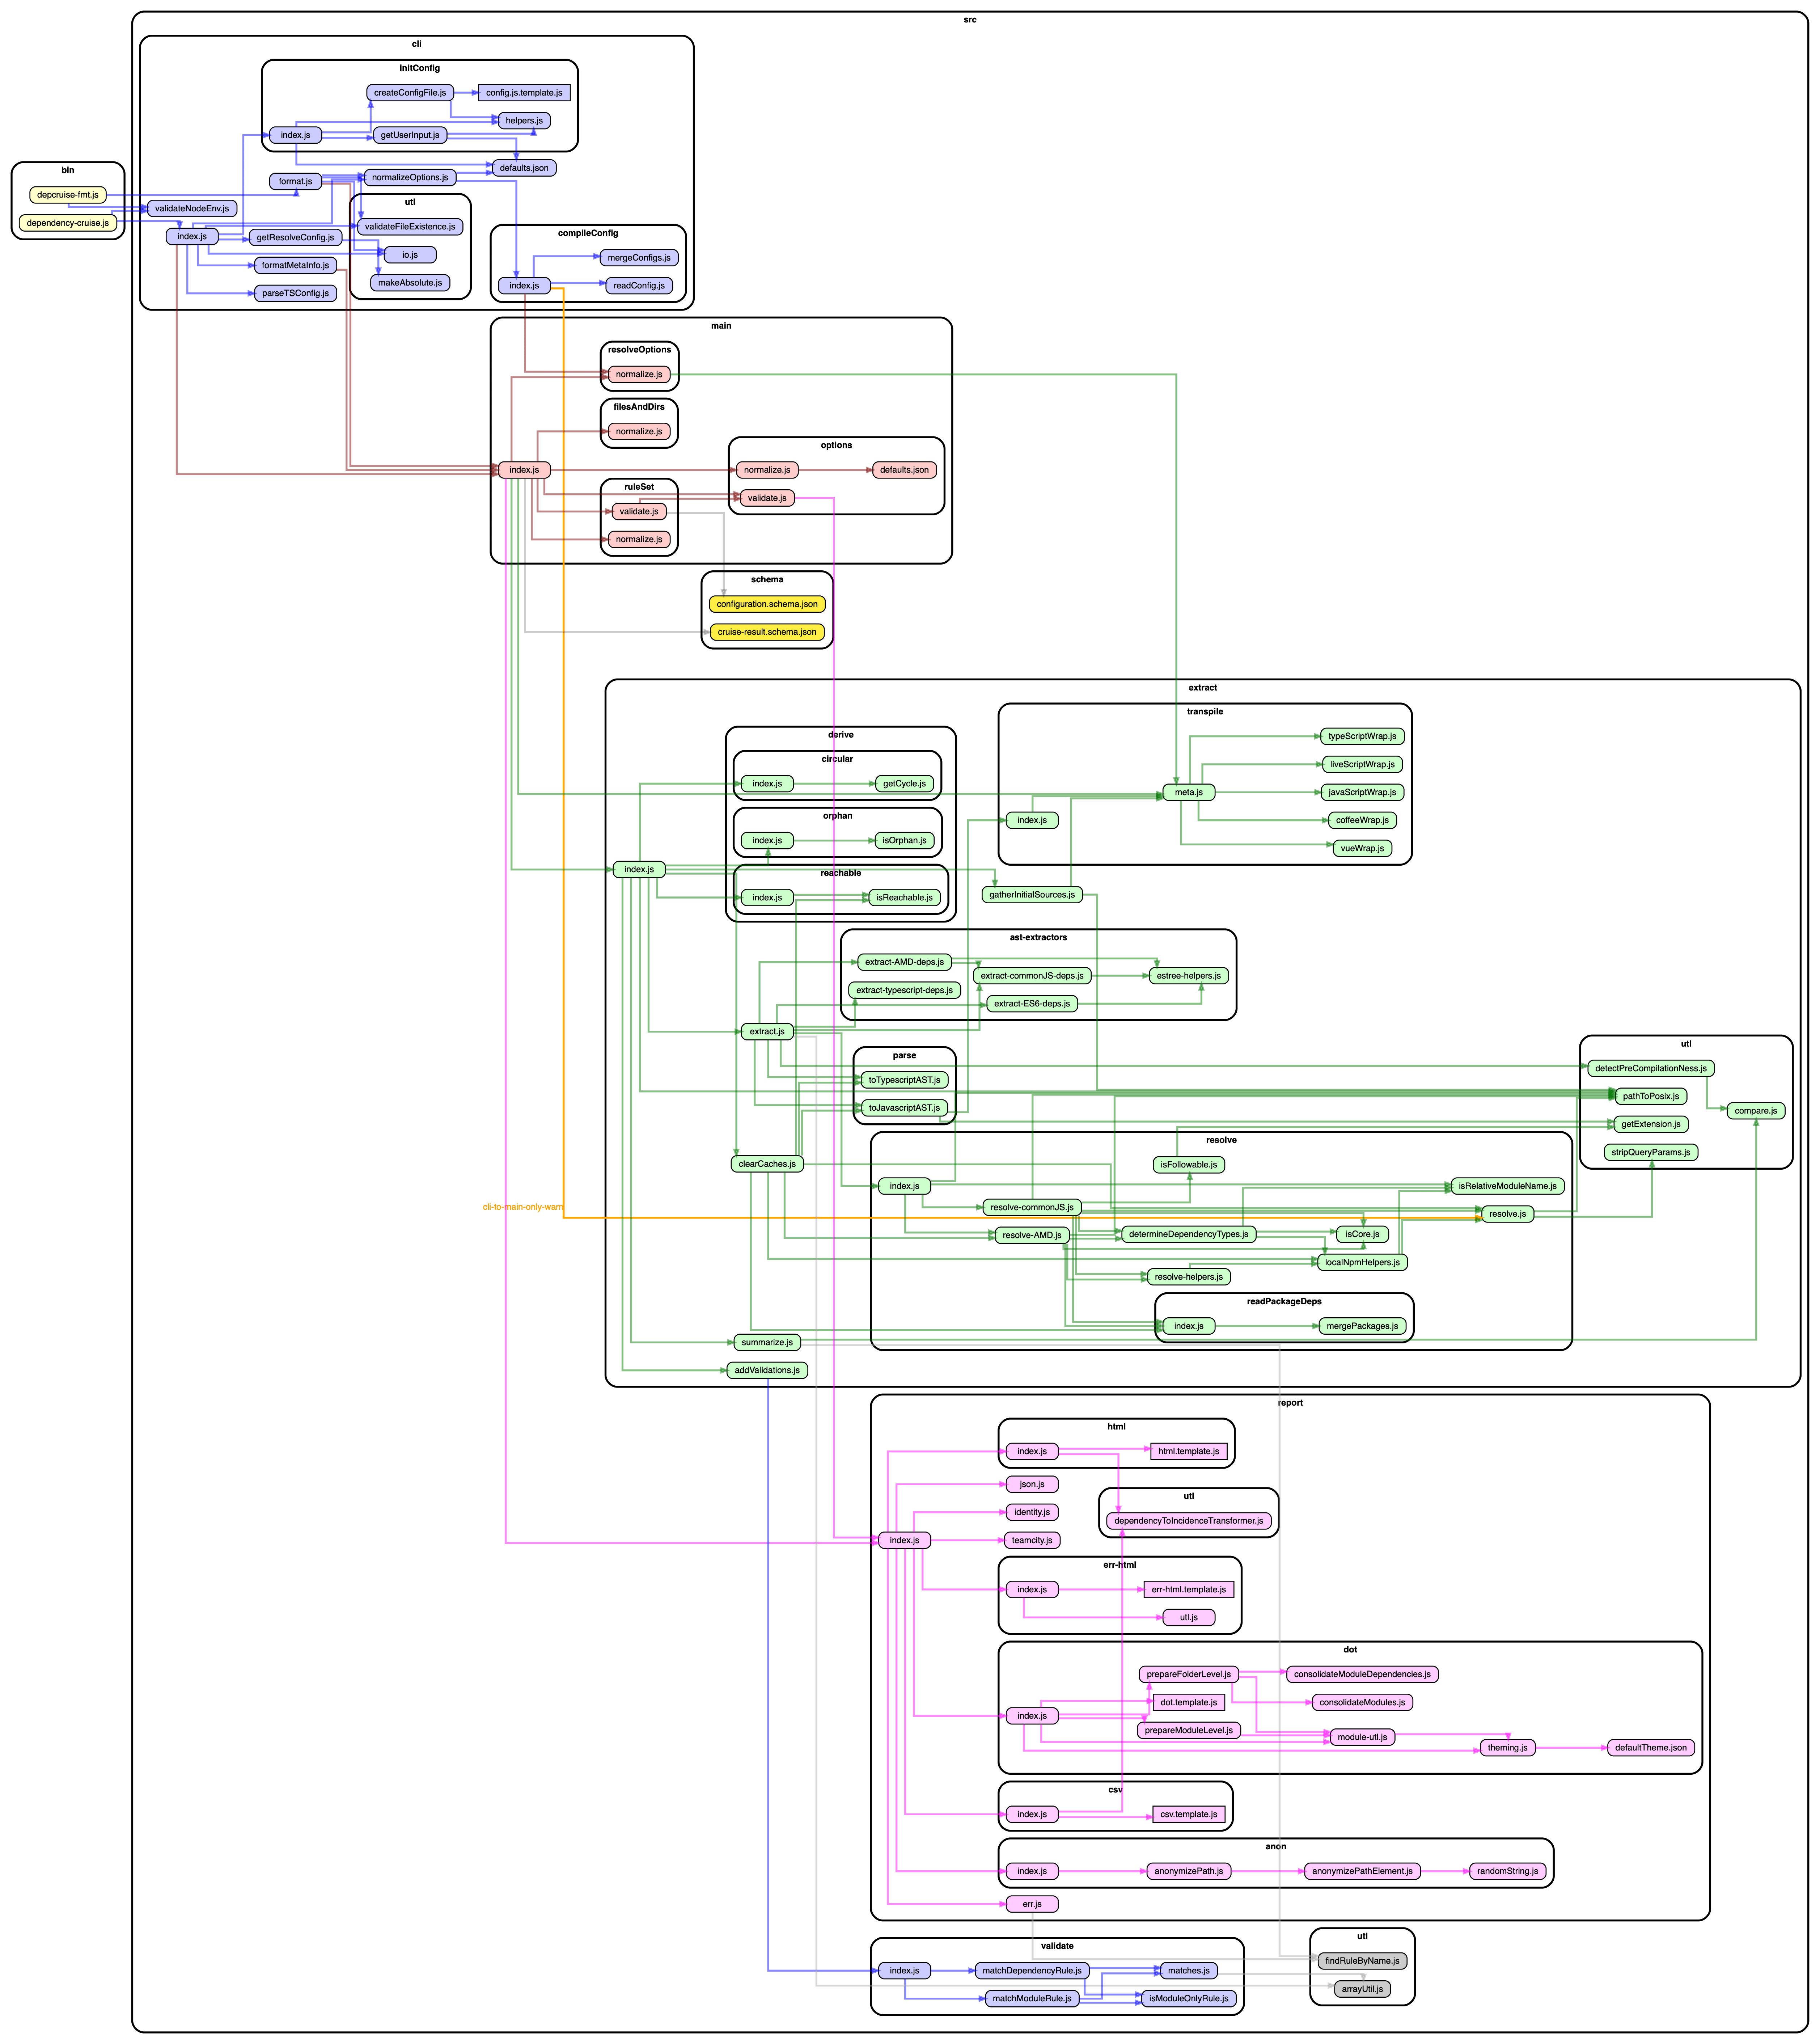 src
cli
initConfig
createConfigFile.js
config.js.template.js
helpers.js
index.js
getUserInput.js
bin
defaults.json
format.js
normalizeOptions.js
depcruise-fmt.js
utl
validateNodeEnv.js
dependency-cruise.js
validateFileExistence.js
compileConfig
index.js
getResolveConfig.js
io.js
mergeConfigs.js
formatMetaInfo.js
makeAbsolute.js
index.js
readConfig.js
parseTSConfig.js
main
resolveOptions
normalize.js
filesAndDirs
normalize.js
options
index.js
normalize.js
defaults.json
ruleSet
validate.js
validate.js
normalize.js
schema
configuration.schema.json
cruise-result.schema.json
extract
transpile
derive
typeScriptWrap.js
circular
liveScriptWrap.js
index.js
getCycle.js
meta.js
javaScriptWrap.js
orphan
index.js
coffeeWrap.js
index.js
isOrphan.js
vueWrap.js
index.js
reachable
gatherInitialSources.js
index.js
isReachable.js
ast-extractors
extract-AMD-deps.js
extract-commonJS-deps.js
estree-helpers.js
extract-typescript-deps.js
extract-ES6-deps.js
extract.js
utl
parse
detectPreCompilationNess.js
toTypescriptAST.js
pathToPosix.js
toJavascriptAST.js
compare.js
getExtension.js
resolve
stripQueryParams.js
clearCaches.js
isFollowable.js
index.js
isRelativeModuleName.js
cli-to-main-only-warn
resolve-commonJS.js
resolve.js
resolve-AMD.js
determineDependencyTypes.js
isCore.js
localNpmHelpers.js
resolve-helpers.js
readPackageDeps
index.js
mergePackages.js
summarize.js
addValidations.js
report
html
index.js
html.template.js
json.js
utl
identity.js
dependencyToIncidenceTransformer.js
index.js
teamcity.js
err-html
index.js
err-html.template.js
utl.js
dot
prepareFolderLevel.js
consolidateModuleDependencies.js
dot.template.js
consolidateModules.js
index.js
prepareModuleLevel.js
module-utl.js
theming.js
defaultTheme.json
csv
index.js
csv.template.js
anon
index.js
anonymizePath.js
anonymizePathElement.js
randomString.js
err.js
utl
validate
findRuleByName.js
index.js
matchDependencyRule.js
matches.js
arrayUtil.js
matchModuleRule.js
isModuleOnlyRule.js